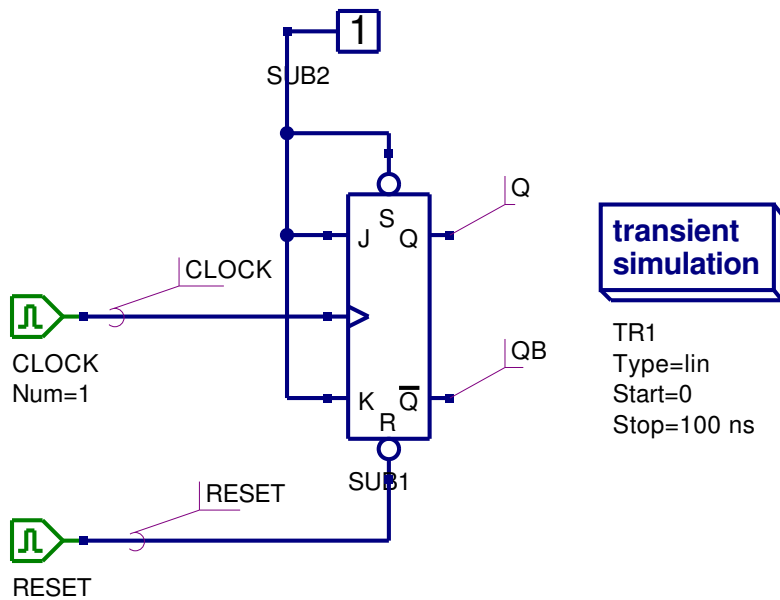 1
SUB2
S
Q
J
Q
CLOCK
transient
simulation
CLOCK
Num=1
QB
K
Q
R
TR1
Type=lin
Start=0
Stop=100 ns
SUB1
RESET
RESET